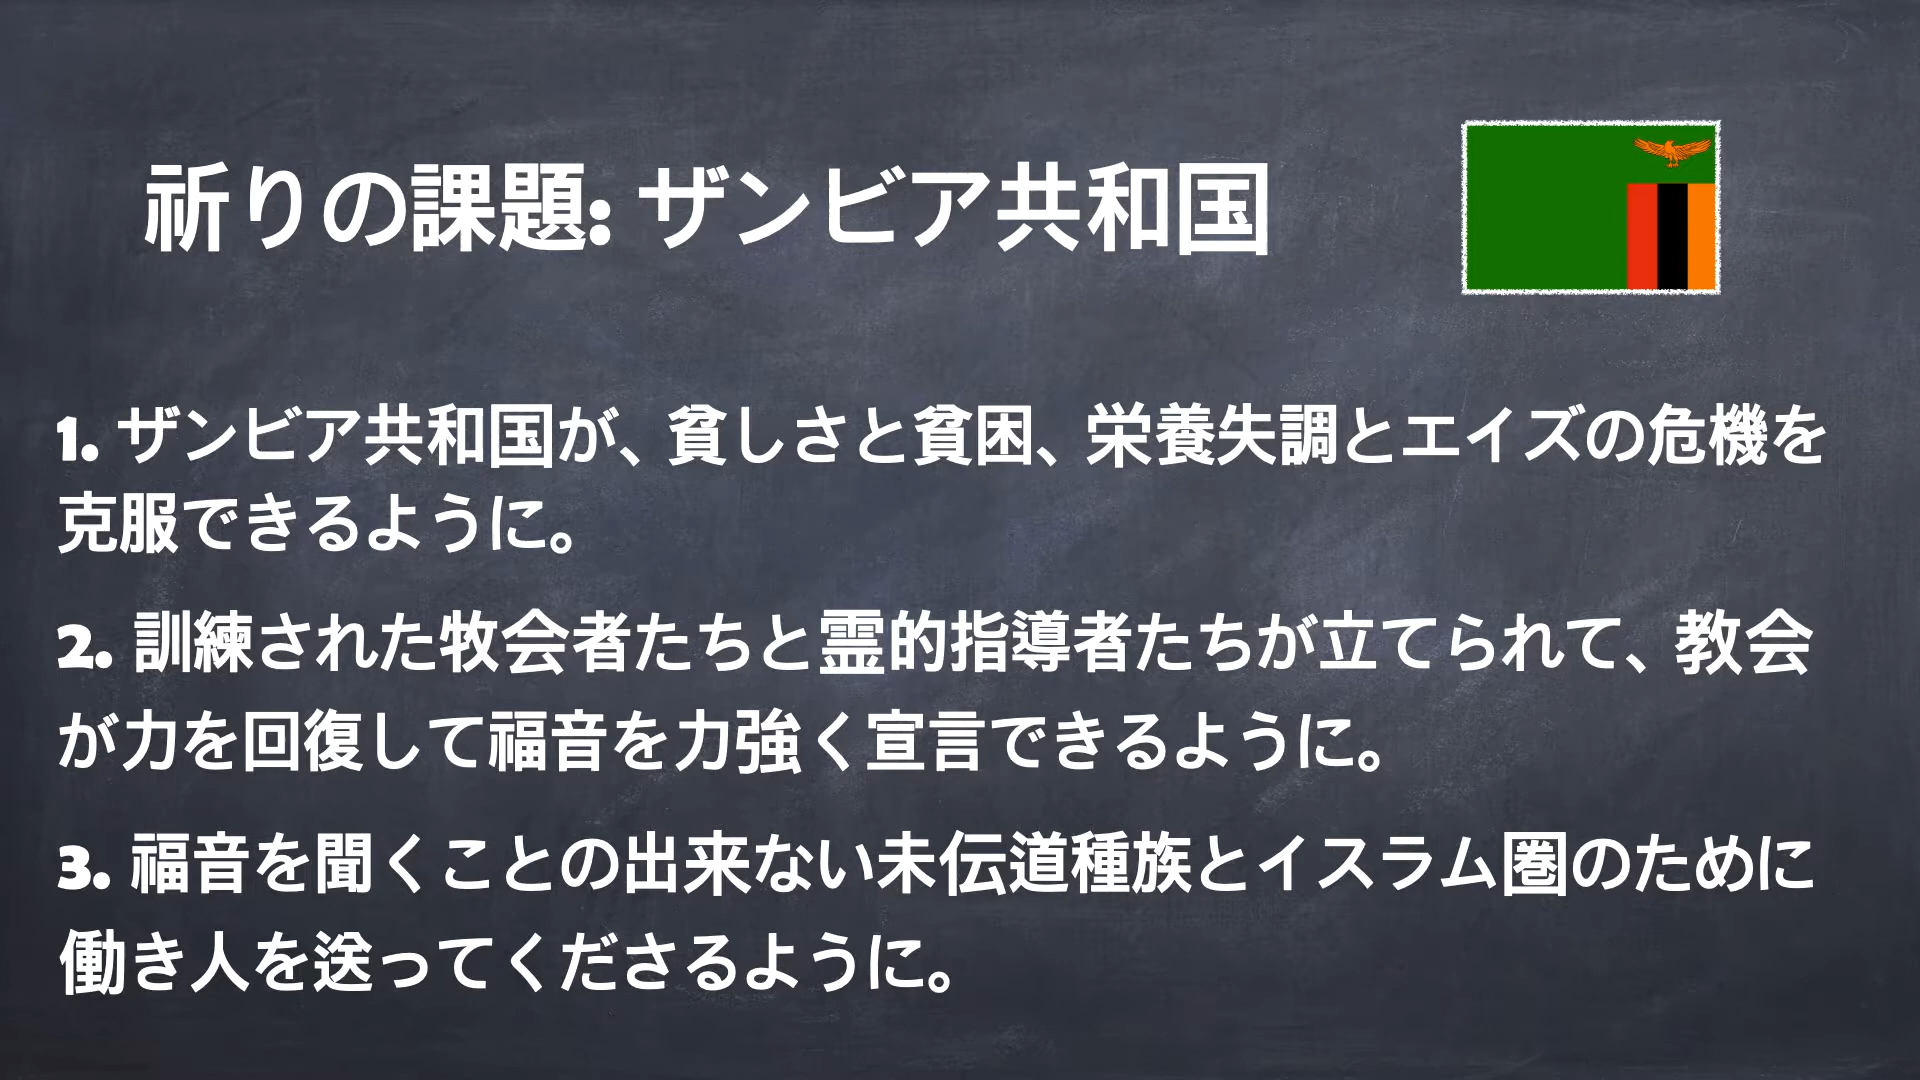 祈りの課題: ザンビア共和国
1. ザンビア共和国が、貧しさと貧困、栄養失調とエイズの危機を
克服できるように。
2. 訓練された牧会者たちと霊的指導者たちが立てられて、教会
が力を回復して福音を力強く宣言できるように。
3. 福音を聞くことの出来ない未伝道種族とイスラム圏のために
働き人を送ってくださるように。